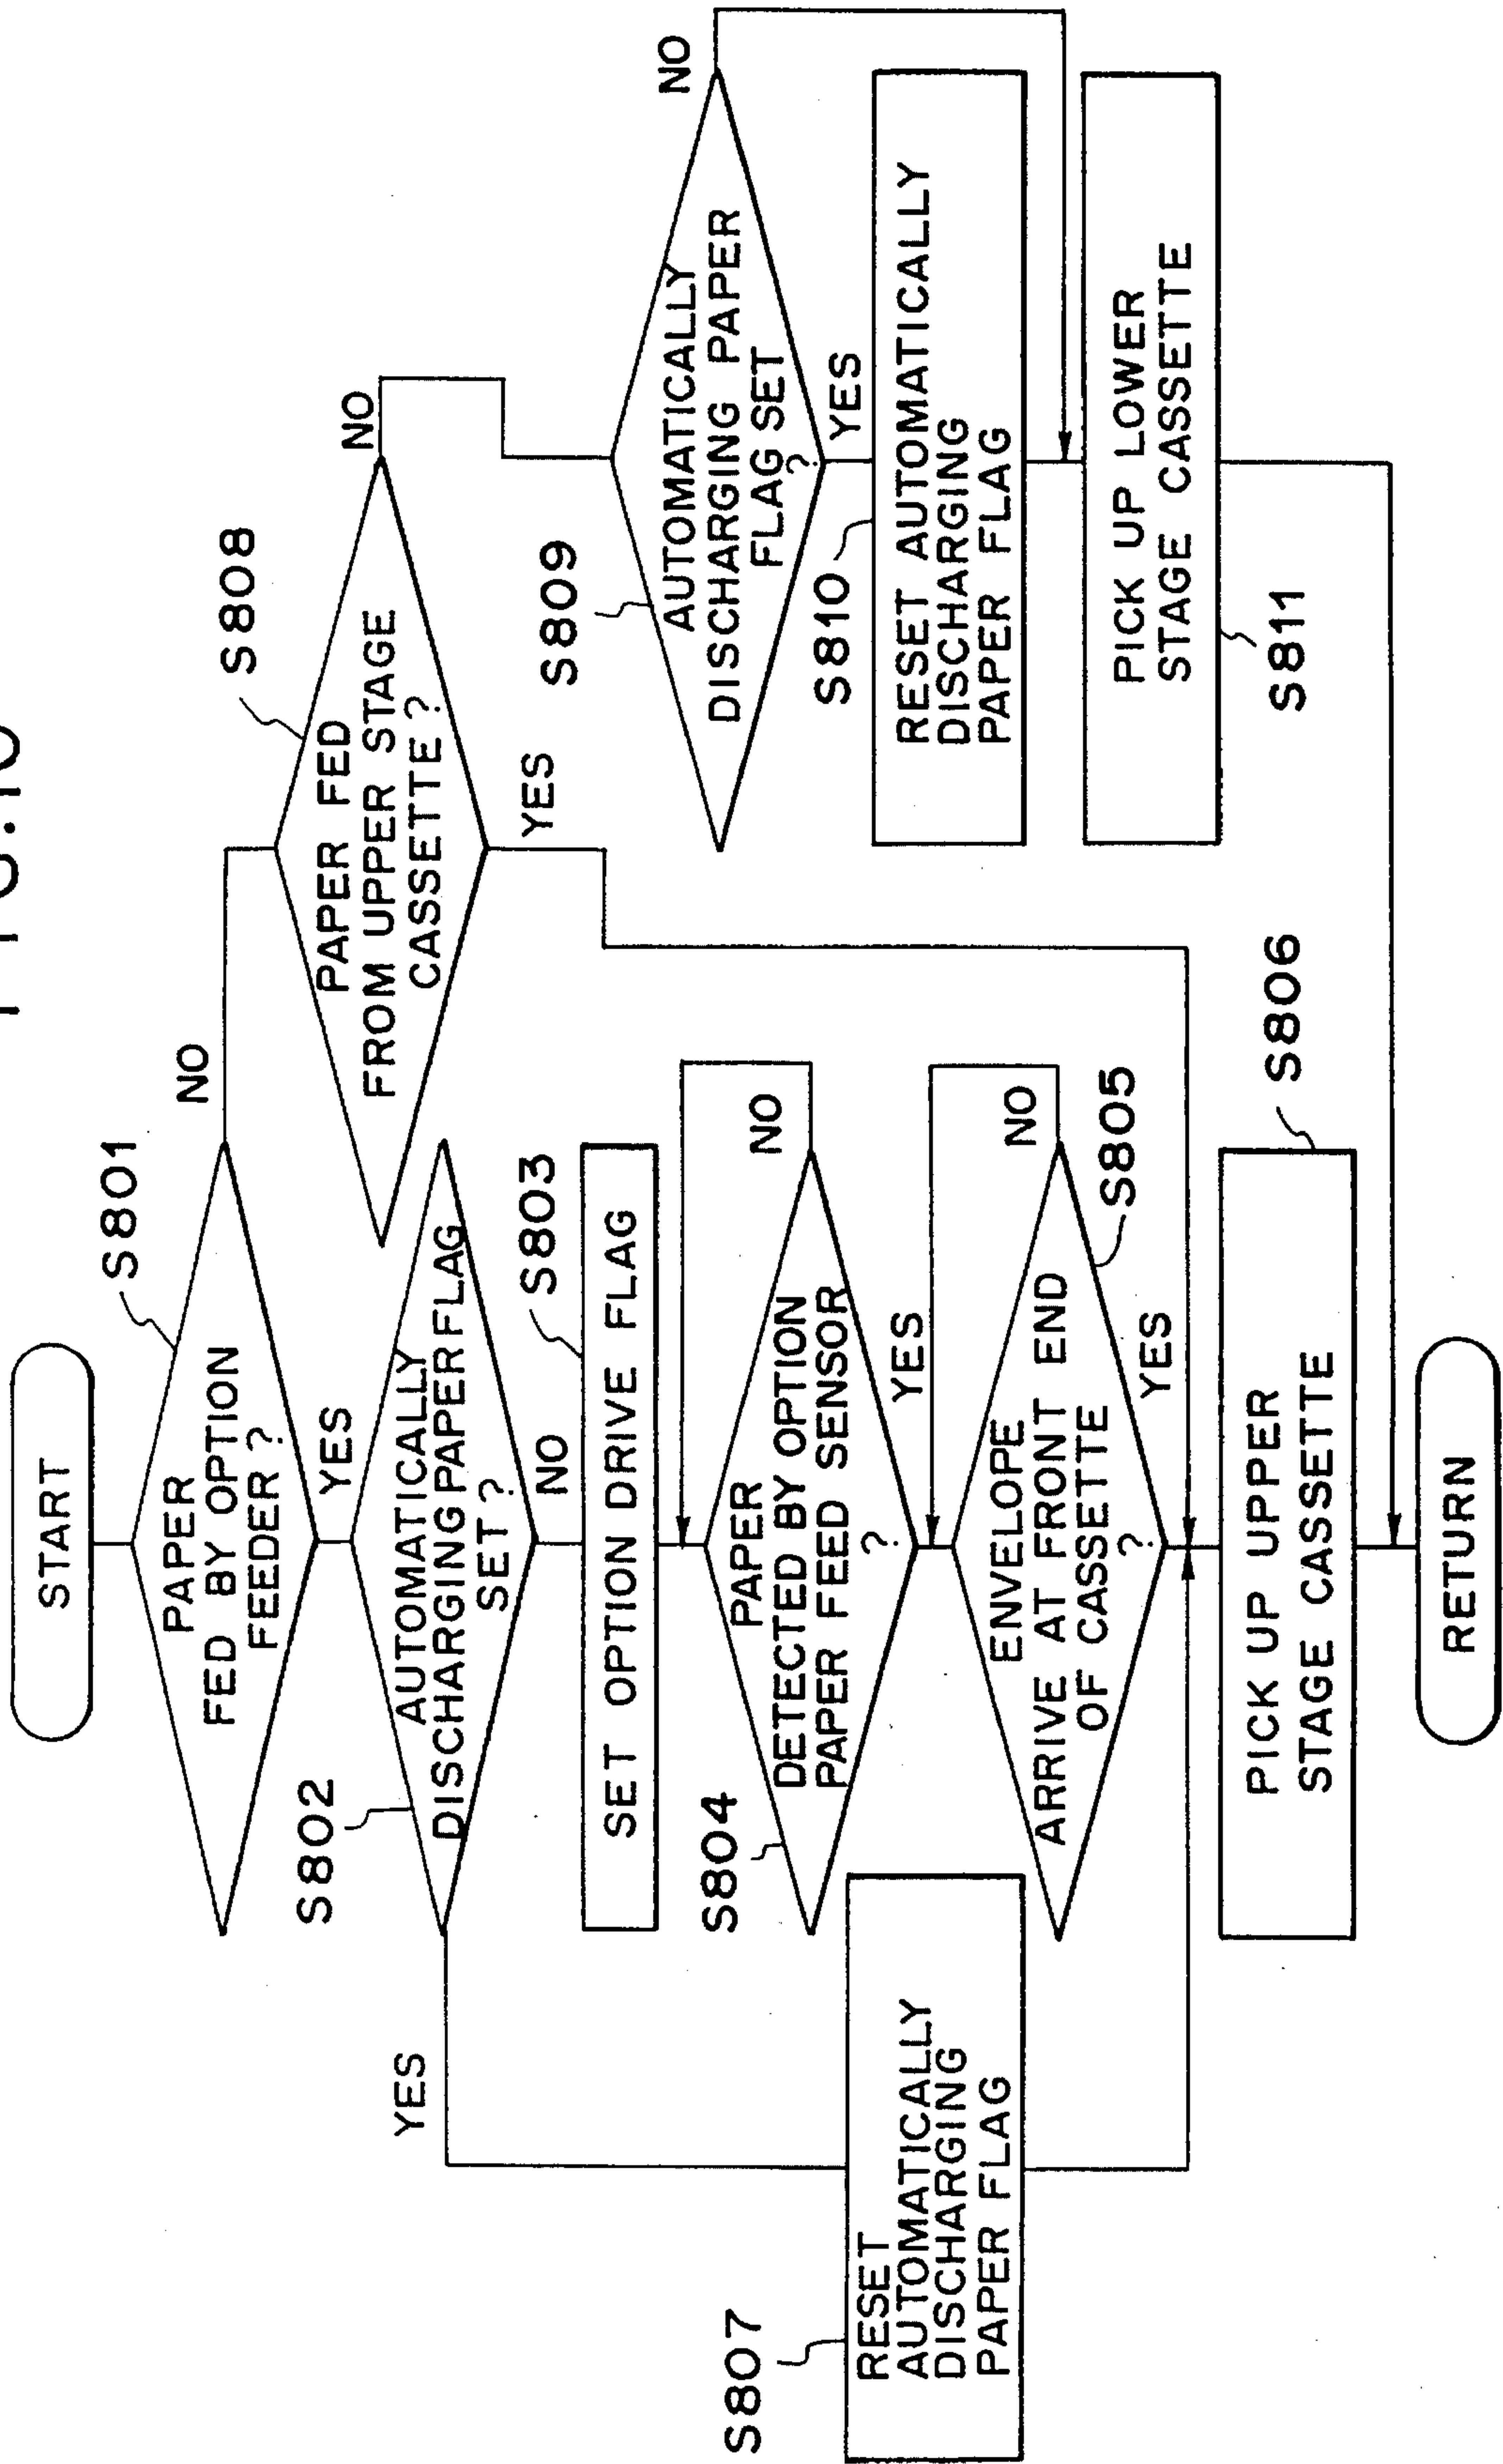 START
S801
PAPER
FED BY OPTION
FEEDER ?
NO
YES
S802
AUTOMATICALLY
DISCHARGING PAPER FLAG
SET ?
YES
NO
S803
SET OPTION DRIVE FLAG
S804
PAPER
DETECTED BY OPTION
PAPER FEED SENSOR
?
NO
YES
ENVELOPE
ARRIVE AT FRONT END
OF CASSETTE
?
NO
S805
YES
S806
PICK UP UPPER
STAGE CASSETTE
RETURN
S807
RESET
AUTOMATICALLY
DISCHARGING
PAPER FLAG
S808
PAPER FED
FROM UPPER STAGE
CASSETTE ?
NO
YES
S809
AUTOMATICALLY
DISCHARGING PAPER
FLAG SET
?
NO
YES
S810
RESET AUTOMATICALLY
DISCHARGING
PAPER FLAG
PICK UP LOWER
STAGE CASSETTE
S811